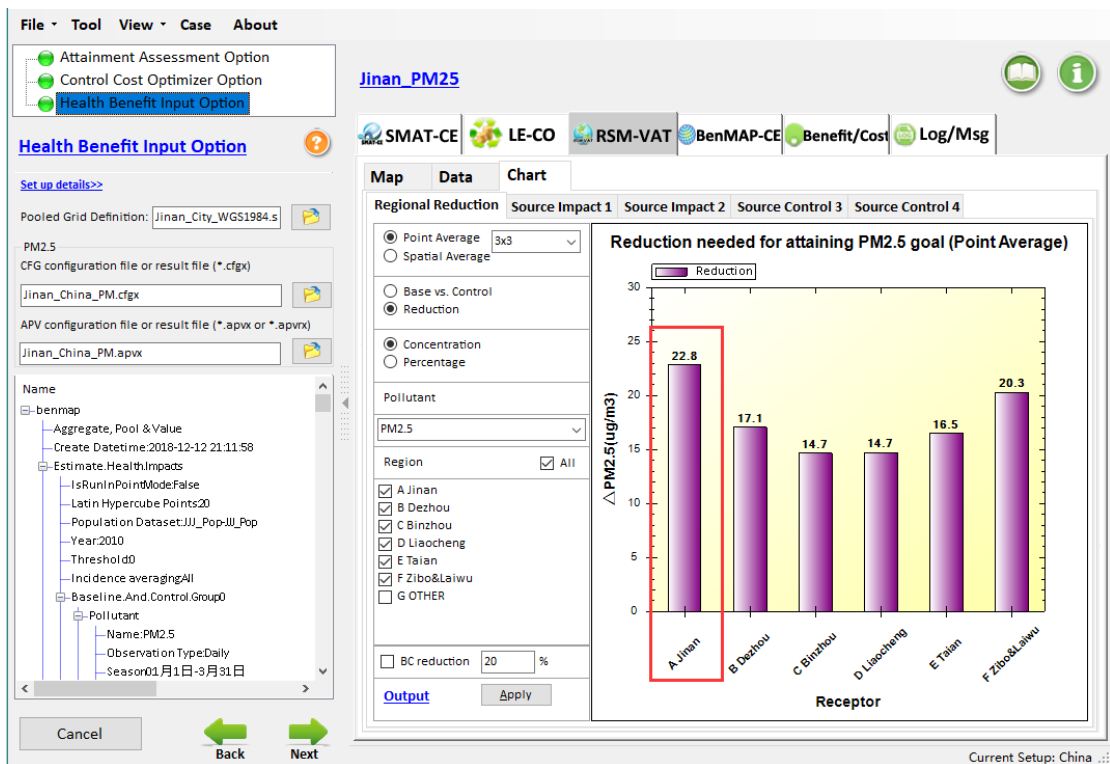 File Tool View Case About
Attainment Assessment Option
Control Cost Optimizer Option
Health Benefit Input Option
Health Benefit Input Option
Set up details>>
Pooled Grid Definition: Jinan_City_WGS1984.s
PM2.5
CFG configuration file or result file (*.cfgx)
Jinan_China_PM.cfgx
APV configuration file or result file (*.apvx or *.apvrx)
Jinan_China_PM.apvx
Name
benmap
Aggregate, Pool & Value
Create Datetime:2018-12-12 21:11:58
Estimate.Health.Impacts
IsRunInPointMode:False
Latin Hypercube Points:20
Population Dataset:JJJ_Pop-JJJ_Pop
Year:2010
Threshold:0
Incidence averaging:All
Baseline.And.Control.Group0
Pollutant
Name:PM2.5
Observation Type:Daily
Season01月1日-3月31日
Cancel
Back
Next
Jinan_PM25
SMAT-CE LE-CO RSM-VAT BenMAP-CE Benefit/Cost Log/Msg
Map Data Chart
Regional Reduction Source Impact 1 Source Impact 2 Source Control 3 Source Control 4
Point Average 3x3
Spatial Average
Base vs. Control
Reduction
Concentration
Percentage
Pollutant
PM2.5
Region All
A Jinan
B Dezhou
C Binzhou
D Liaocheng
E Taian
F Zibo&Laiwu
G OTHER
BC reduction 20 %
Output Apply
Reduction needed for attaining PM2.5 goal (Point Average)
Reduction
30
25
20
15
10
5
0
△PM2.5(ug/m3)
22.8
17.1
14.7
14.7
16.5
20.3
A Jinan
B Dezhou
C Binzhou
D Liaocheng
E Taian
F Zibo&Laiwu
Receptor
Current Setup: China